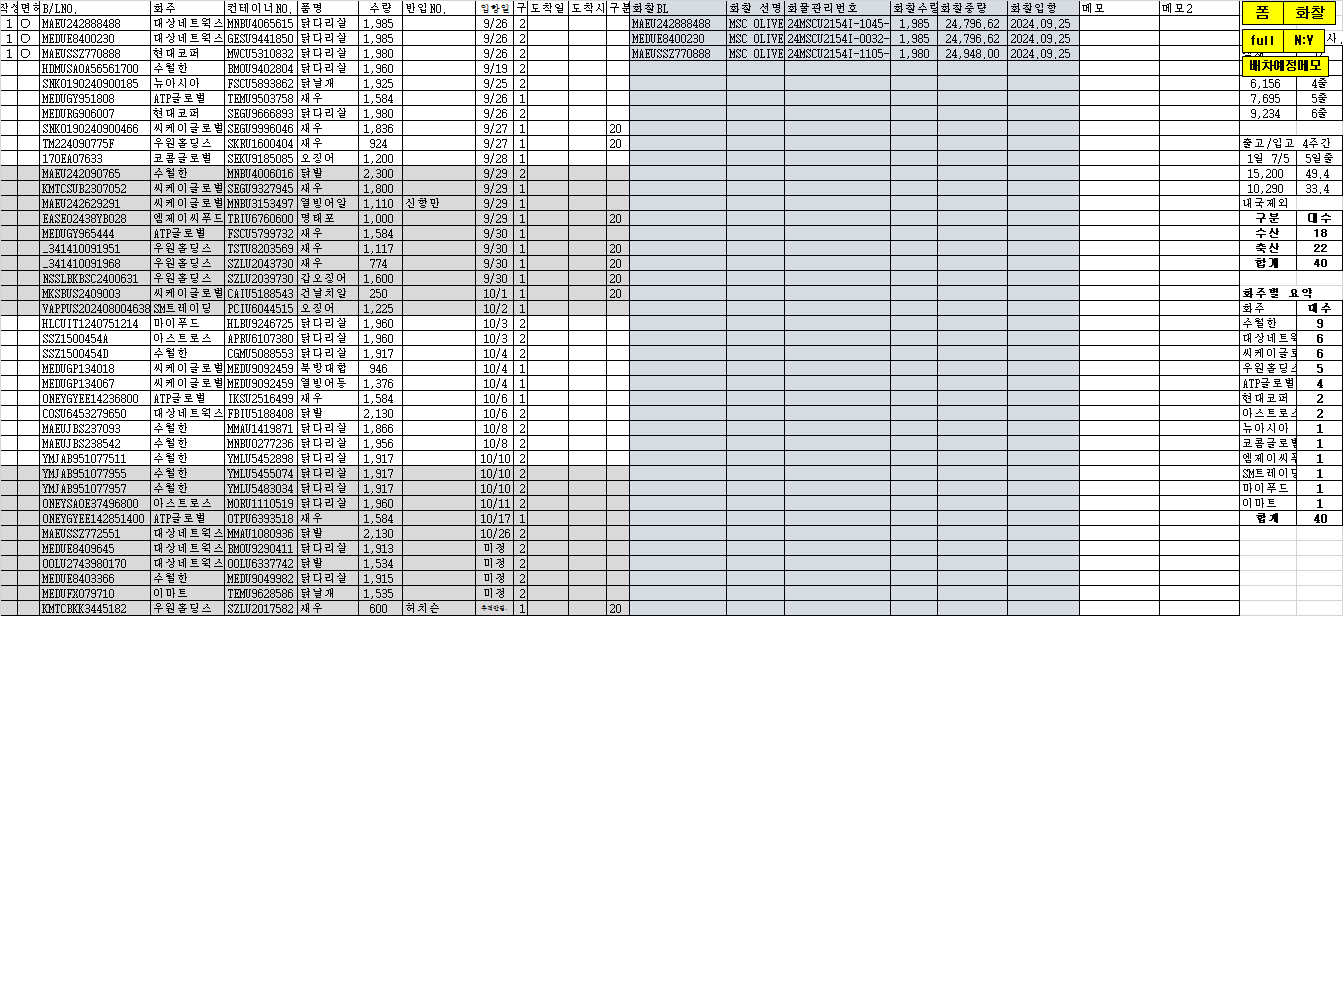 작성 면허 B/LNO. 화주 컨테이너NO. 품명 수량 반입NO. 입항일 구 도착일 도착시 구분 화찰BL 화찰 선명 화물관리번호 화찰수량 화찰중량 화찰입항 메모 메모2 폼 화찰
1 ○ MAEU242888488 대상네트웍스 MNBU4065615 닭다리살 1,985 9/26 2 MAEU242888488 MSC OLIVE 24MSCU2154I-1045- 1,985 24,796.62 2024.09.25
1 ○ MEDUE8400230 대상네트웍스 GESU9441850 닭다리살 1,985 9/26 2 MEDUE8400230 MSC OLIVE 24MSCU2154I-0032- 1,985 24,796.62 2024.09.25 full N:Y
1 ○ MAEUSSZ770888 현대코퍼 MWCU5310832 닭다리살 1,980 9/26 2 MAEUSSZ770888 MSC OLIVE 24MSCU2154I-1105- 1,980 24,948.00 2024.09.25
HDMUSAOA56561700 수월한 BMOU9402804 닭다리살 1,960 9/19 2 배차예정메모
SNKO190240900185 뉴아시아 FSCU5893862 닭날개 1,925 9/25 2 6,156 4줄
MEDUGY951808 ATP글로벌 TEMU9503758 새우 1,584 9/26 1 7,695 5줄
MEDURG906007 현대코퍼 SEGU9666893 닭다리살 1,980 9/26 2 9,234 6줄
SNKO190240900466 씨케이글로벌 SEGU9996046 새우 1,836 9/27 1 20
TM224090775F 우원홀딩스 SKRU1600404 새우 924 9/27 1 20 출고/입고 4주간
170EA07633 코콤글로벌 SEKU9185085 오징어 1,200 9/28 1 1일 7/5 5일출
MAEU242090765 수월한 MNBU4006016 닭발 2,300 9/29 2 15,200 49.4
KMTCSUB2307052 씨케이글로벌 SEGU9327945 새우 1,800 9/29 1 10,290 33.4
MAEU242629291 씨케이글로벌 MNBU3153497 열빙어알 1,110 신항만 9/29 1 내국제외
EASE02438YB028 엠제이씨푸드 TRIU6760600 명태포 1,000 9/29 1 20 구분 대수
MEDUGY965444 ATP글로벌 FSCU5799732 새우 1,584 9/30 1 수산 18
_341410091951 우원홀딩스 TSTU8203569 새우 1,117 9/30 1 20 축산 22
_341410091968 우원홀딩스 SZLU2043730 새우 774 9/30 1 20 합계 40
NSSLBKBSC2400631 우원홀딩스 SZLU2039730 갑오징어 1,600 9/30 1 20
MKSBUS2409003 씨케이글로벌 CAIU5188543 건날치알 250 10/1 1 20 화주별 요약
VAPPUS202408004638 SM트레이딩 PCIU6044515 오징어 1,225 10/2 1 화주 대수
HLCUIT1240751214 마이푸드 HLBU9246725 닭다리살 1,960 10/3 2 수월한 9
SSZ1500454A 아스트로스 APRU6107380 닭다리살 1,960 10/3 2 대상네트웍 6
SSZ1500454D 수월한 CGMU5088553 닭다리살 1,917 10/4 2 씨케이글로 6
MEDUGP134018 씨케이글로벌 MEDU9092459 북방대합 946 10/4 1 우원홀딩스 5
MEDUGP134067 씨케이글로벌 MEDU9092459 열빙어등 1,376 10/4 1 ATP글로벌 4
ONEYGYEE14236800 ATP글로벌 IKSU2516499 새우 1,584 10/6 1 현대코퍼 2
COSU6453279650 대상네트웍스 FBIU5188408 닭발 2,130 10/6 2 아스트로스 2
MAEUJBS237093 수월한 MMAU1419871 닭다리살 1,866 10/8 2 뉴아시아 1
MAEUJBS238542 수월한 MNBU0277236 닭다리살 1,956 10/8 2 코콤글로벌 1
YMJAB951077511 수월한 YMLU5452898 닭다리살 1,917 10/10 2 엠제이씨푸 1
YMJAB951077955 수월한 YMLU5455074 닭다리살 1,917 10/10 2 SM트레이딩 1
YMJAB951077957 수월한 YMLU5483034 닭다리살 1,917 10/10 2 마이푸드 1
ONEYSAOE37496800 아스트로스 MORU1110519 닭다리살 1,960 10/11 2 이마트 1
ONEYGYEE142851400 ATP글로벌 OTPU6393518 새우 1,584 10/17 1 합계 40
MAEUSSZ772551 대상네트웍스 MMAU1080936 닭발 2,130 10/26 2
MEDUE8409645 대상네트웍스 BMOU9290411 닭다리살 1,913 미정 2
OOLU2743980170 대상네트웍스 OOLU6337742 닭발 1,534 미정 2
MEDUE8403366 수월한 MEDU9049982 닭다리살 1,915 미정 2
MEDUFX079710 이마트 TEMU9628586 닭날개 1,535 미정 2
KMTCBKK3445182 우원홀딩스 SZLU2017582 새우 600 허치슨 1 20